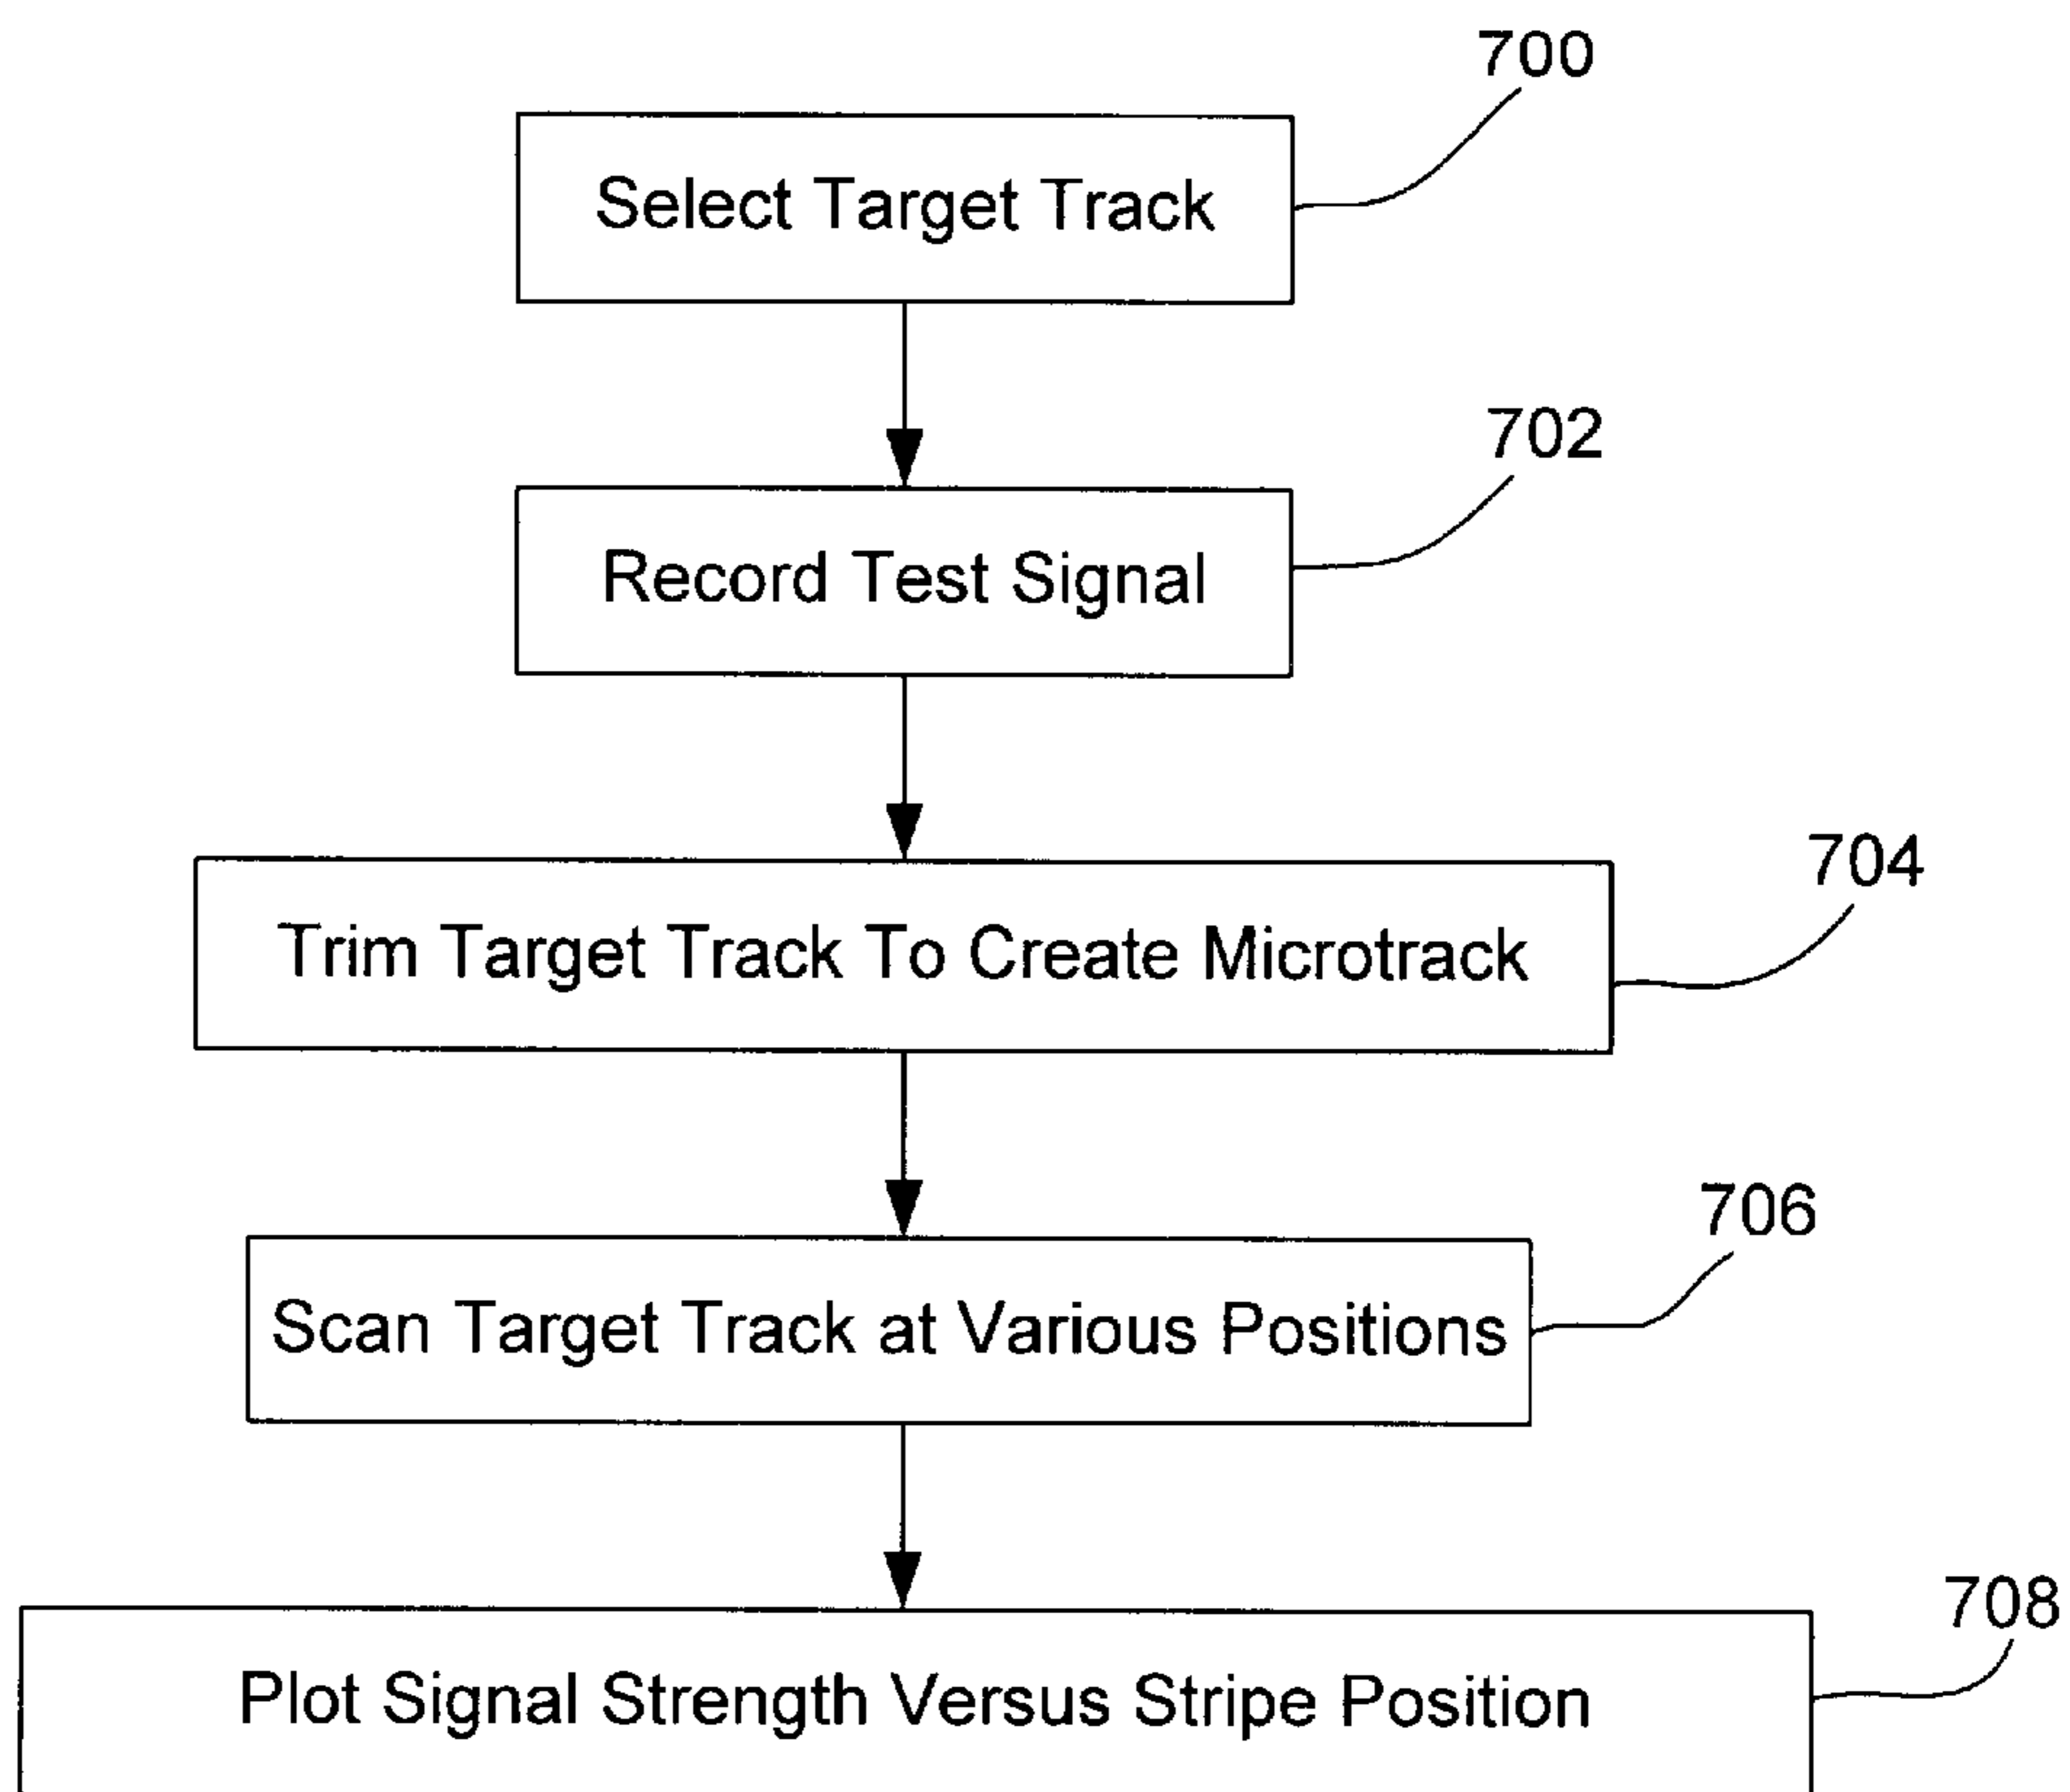 700
Select Target Track
702
Record Test Signal
704
Trim Target Track To Create Microtrack
706
Scan Target Track at Various Positions
708
Plot Signal Strength Versus Stripe Position